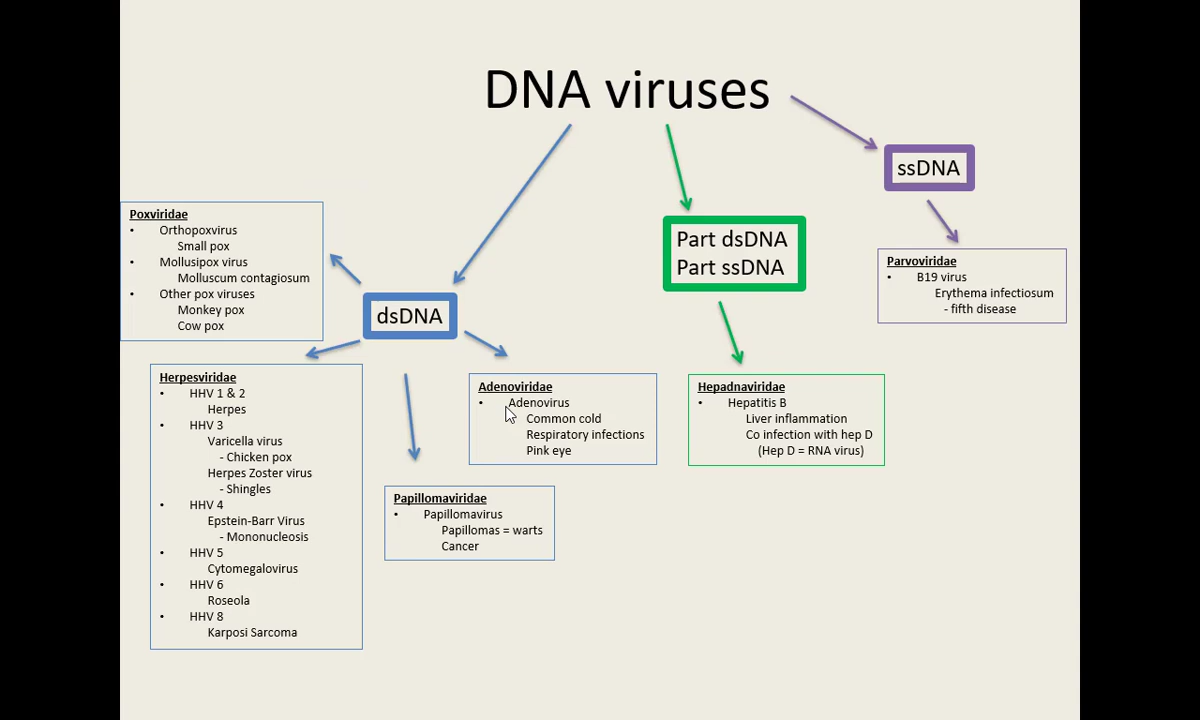 DNA viruses
ssDNA
Part dsDNA
Part ssDNA
dsDNA
Poxviridae
• Orthopoxvirus
Small pox
• Mollusipox virus
Molluscum contagiosum
• Other pox viruses
Monkey pox
Cow pox
Herpesviridae
• HHV 1 & 2
Herpes
• HHV 3
Varicella virus
- Chicken pox
Herpes Zoster virus
- Shingles
• HHV 4
Epstein-Barr Virus
- Mononucleosis
• HHV 5
Cytomegalovirus
• HHV 6
Roseola
• HHV 8
Karposi Sarcoma
Papillomaviridae
• Papillomavirus
Papillomas = warts
Cancer
Adenoviridae
• Adenovirus
Common cold
Respiratory infections
Pink eye
Hepadnaviridae
• Hepatitis B
Liver inflammation
Co infection with hep D
(Hep D = RNA virus)
Parvoviridae
• B19 virus
Erythema infectiosum
- fifth disease